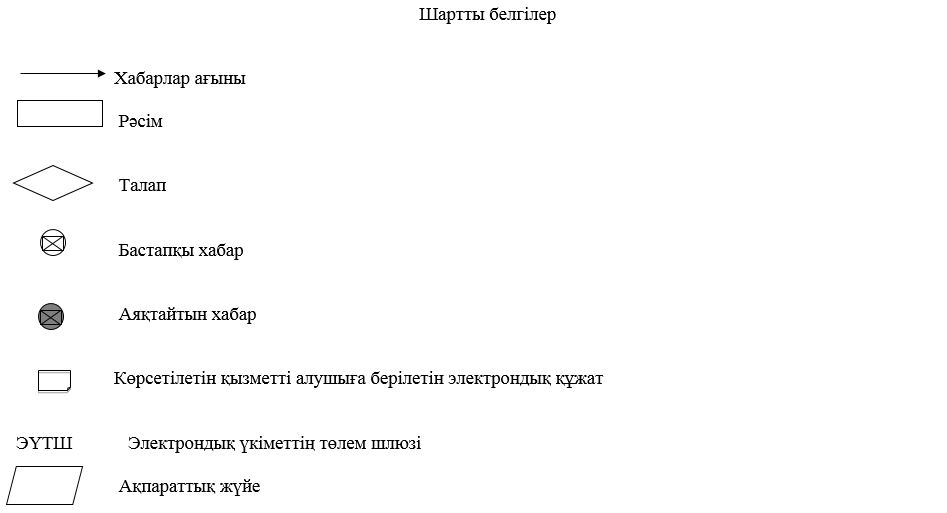 Шартты белгілер
Хабарлар ағыны
Рәсім
Талап
Бастапқы хабар
Аяқтайтын хабар
Көрсетілетін қызметті алушыға берілетін электрондық құжат
ЭҮТШ Электрондық үкіметтің төлем шлюзі
Ақпараттық жүйе